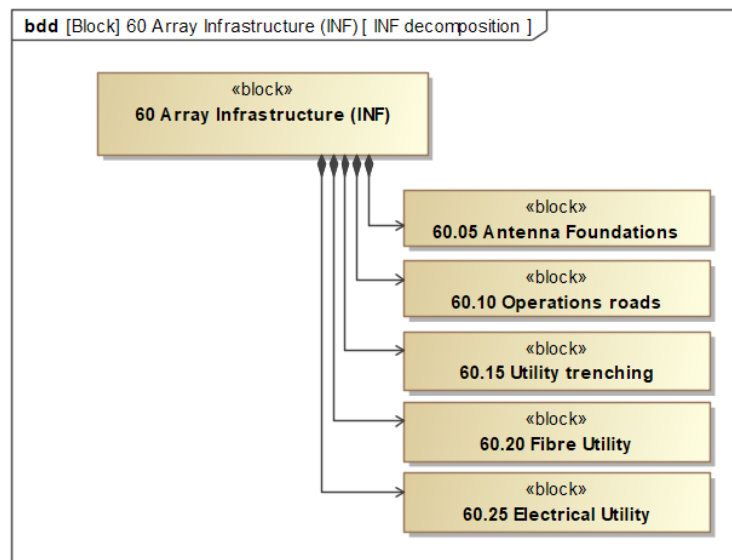 bdd [Block] 60 Array Infrastructure (INF) [ INF decomposition ]
«block»
60 Array Infrastructure (INF)
«block»
60.05 Antenna Foundations
«block»
60.10 Operations roads
«block»
60.15 Utility trenching
«block»
60.20 Fibre Utility
«block»
60.25 Electrical Utility